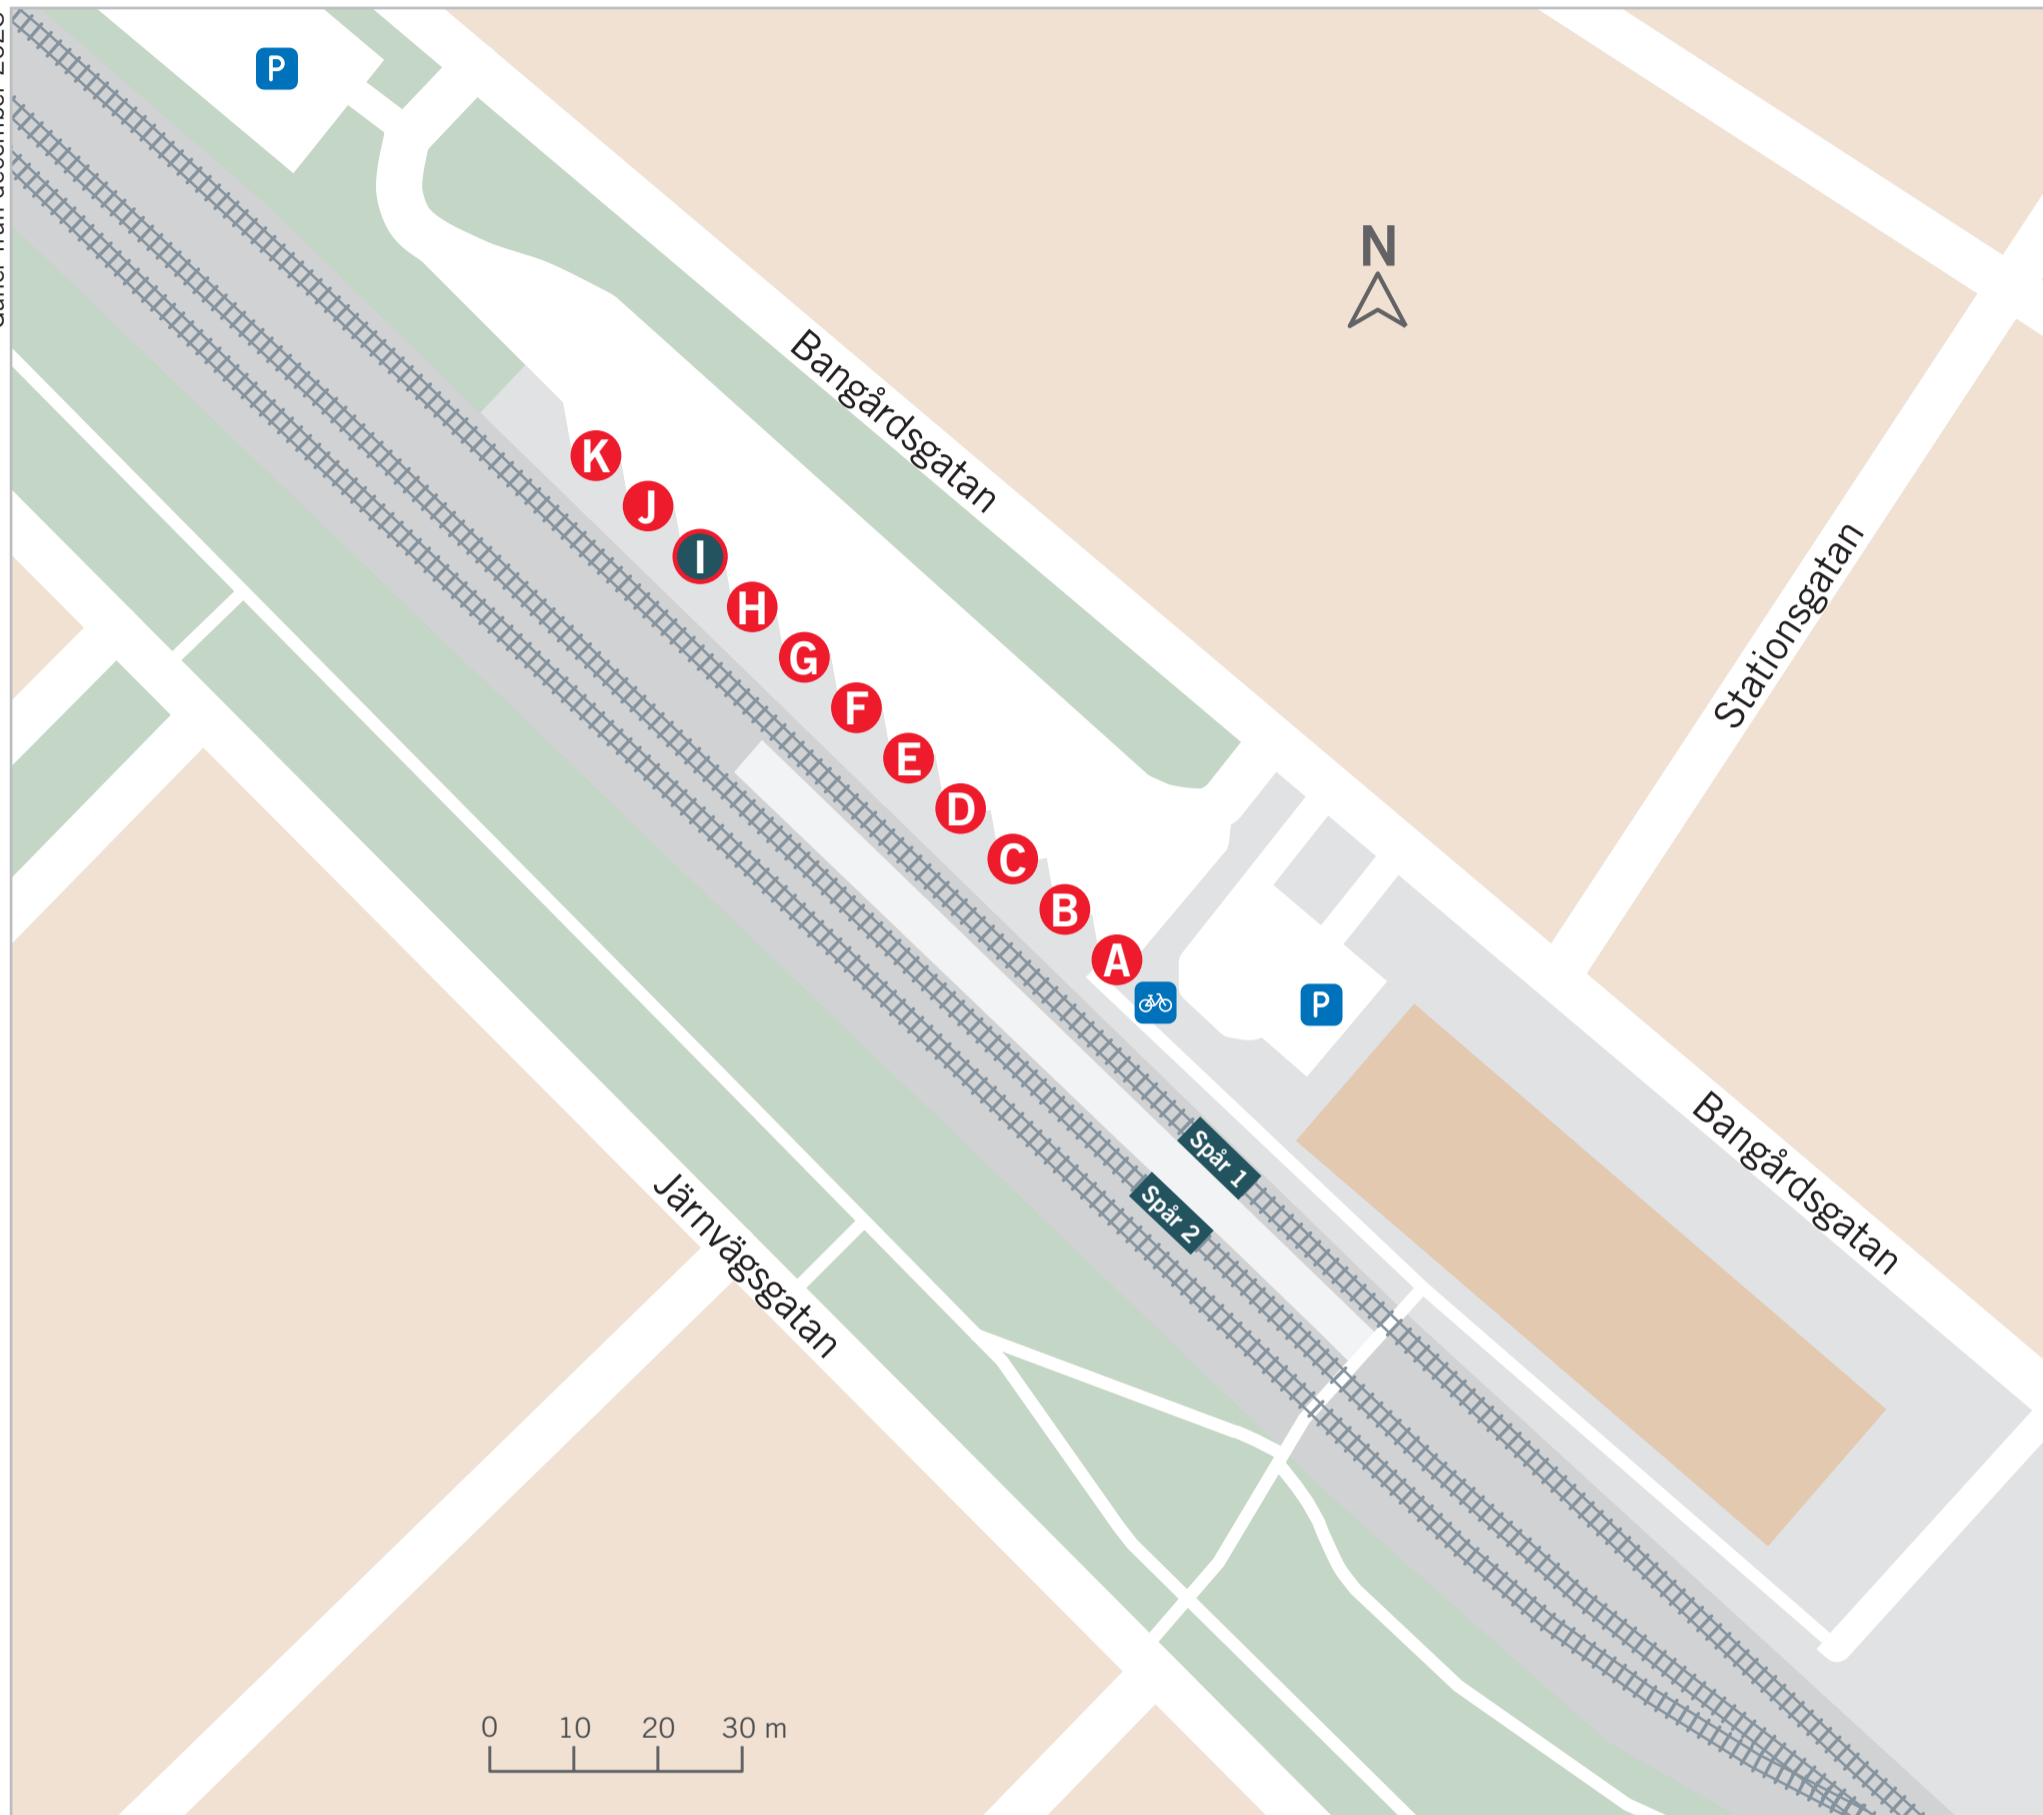 P
N
Bangårdsgatan
K
J
I
H
G
F
E
D
C
B
A
Stationsgatan
P
Bangårdsgatan
Spår 1
Spår 2
Järnvägsgatan
0 10 20 30 m